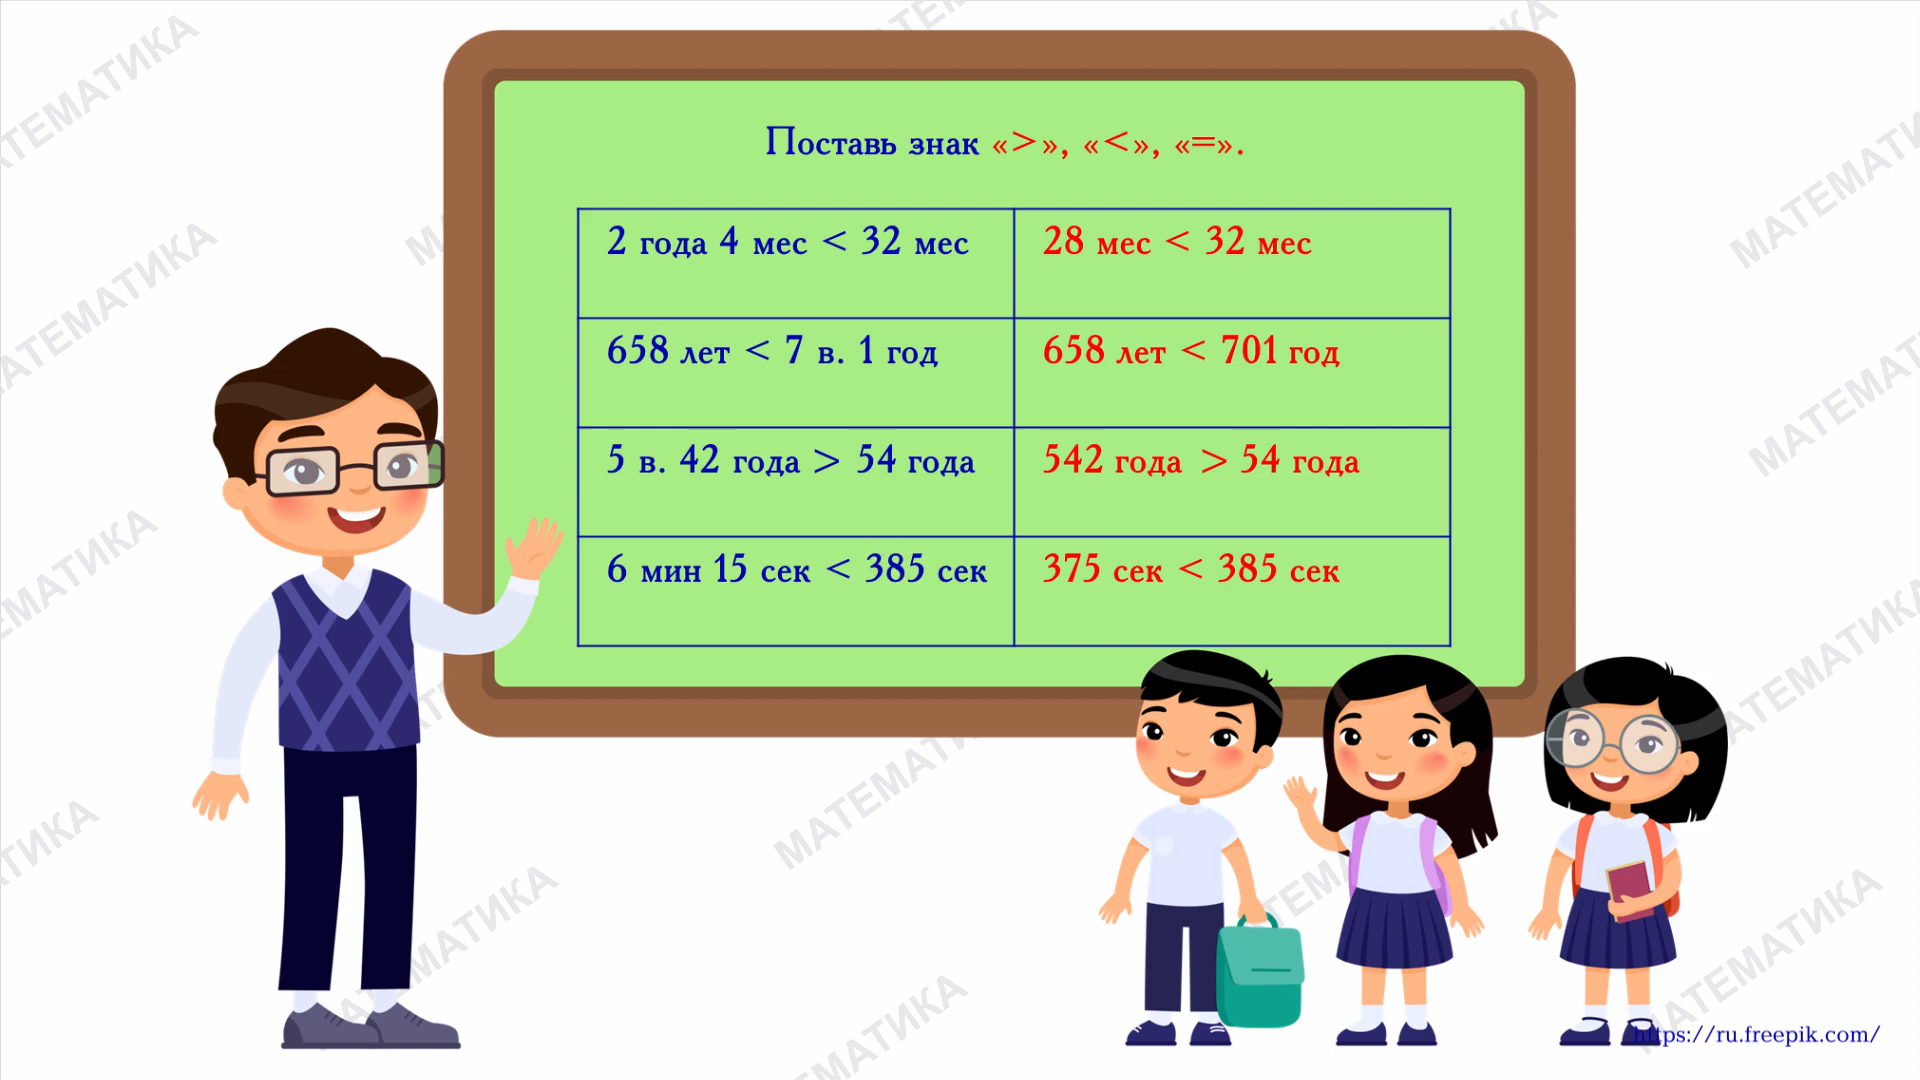 Поставь знак «>», «<», «=».
2 года 4 мес < 32 мес
28 мес < 32 мес
658 лет < 7 в. 1 год
658 лет < 701 год
5 в. 42 года > 54 года
542 года > 54 года
6 мин 15 сек < 385 сек
375 сек < 385 сек
МАТЕМАТИКА
https://ru.freepik.com/